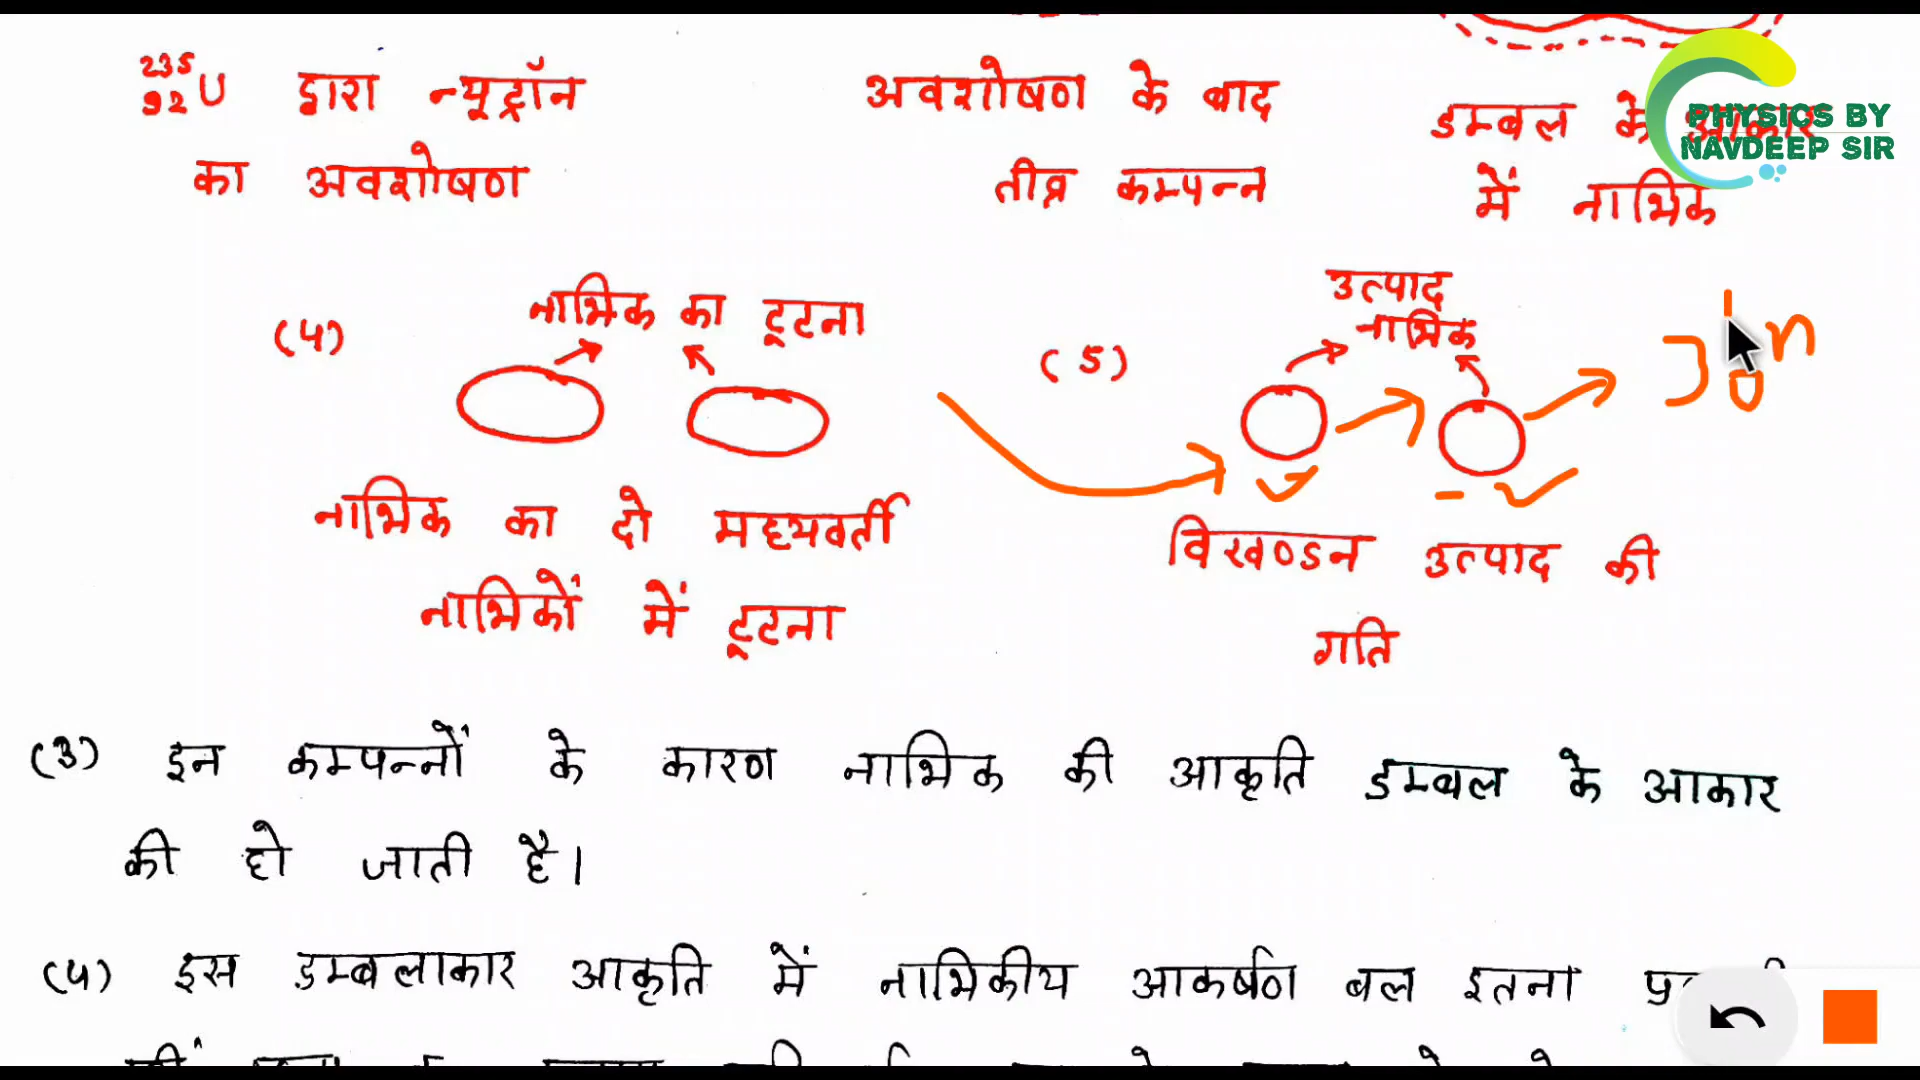 ²³⁵₉₂U द्वारा न्यूट्रॉन
का अवशोषण
अवशोषण के बाद
तीव्र कम्पन्न
डम्बल के आकार
में नाभिक
PHYSICS BY
NAVDEEP SIR
(4) नाभिक का टूटना
नाभिक का दो मध्यवर्ती
नाभिकों में टूटना
(5) उत्पाद
नाभिक
3 ¹₀n
विखण्डन उत्पाद की
गति
(3) इन कम्पन्नों के कारण नाभिक की आकृति डम्बल के आकार
की हो जाती है।
(4) इस डम्बलाकार आकृति में नाभिकीय आकर्षण बल इतना